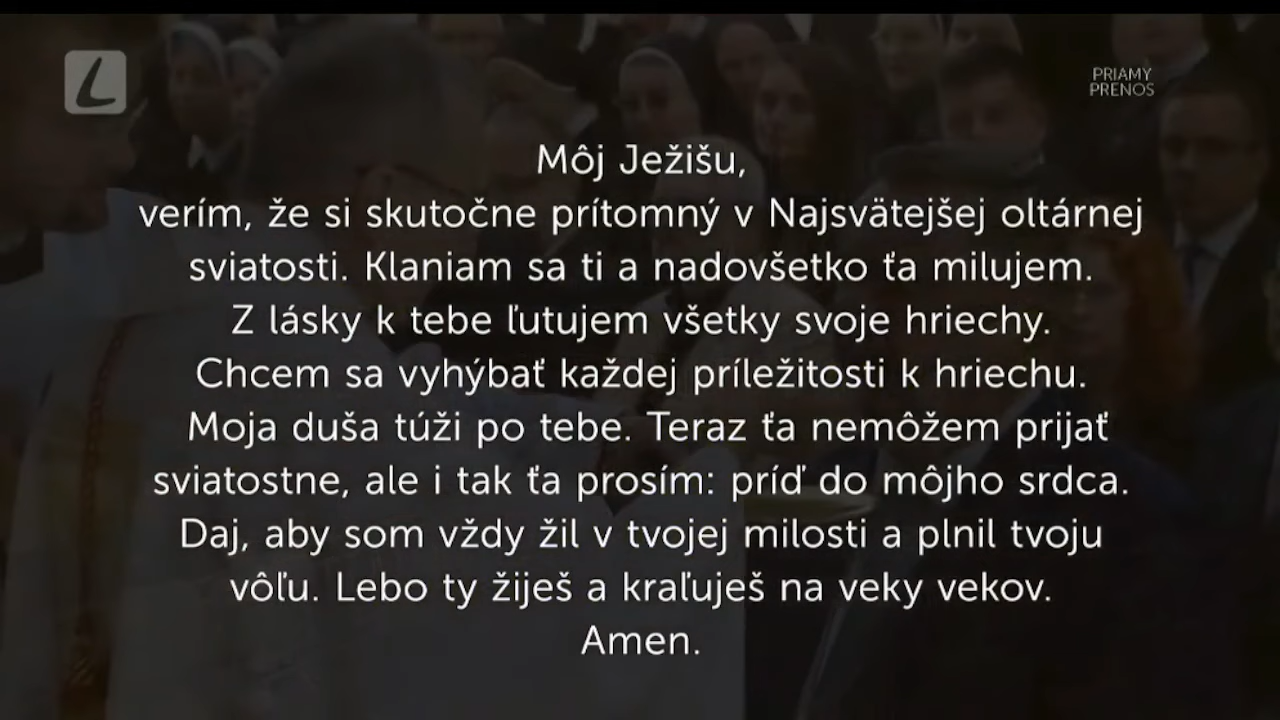 L
PRIAMY
PRENOS
Môj Ježišu,
verím, že si skutočne prítomný v Najsvätejšej oltárnej
sviatosti. Klaniam sa ti a nadovšetko ťa milujem.
Z lásky k tebe ľutujem všetky svoje hriechy.
Chcem sa vyhýbať každej príležitosti k hriechu.
Moja duša túži po tebe. Teraz ťa nemôžem prijať
sviatostne, ale i tak ťa prosím: príď do môjho srdca.
Daj, aby som vždy žil v tvojej milosti a plnil tvoju
vôľu. Lebo ty žiješ a kraľuješ na veky vekov.
Amen.